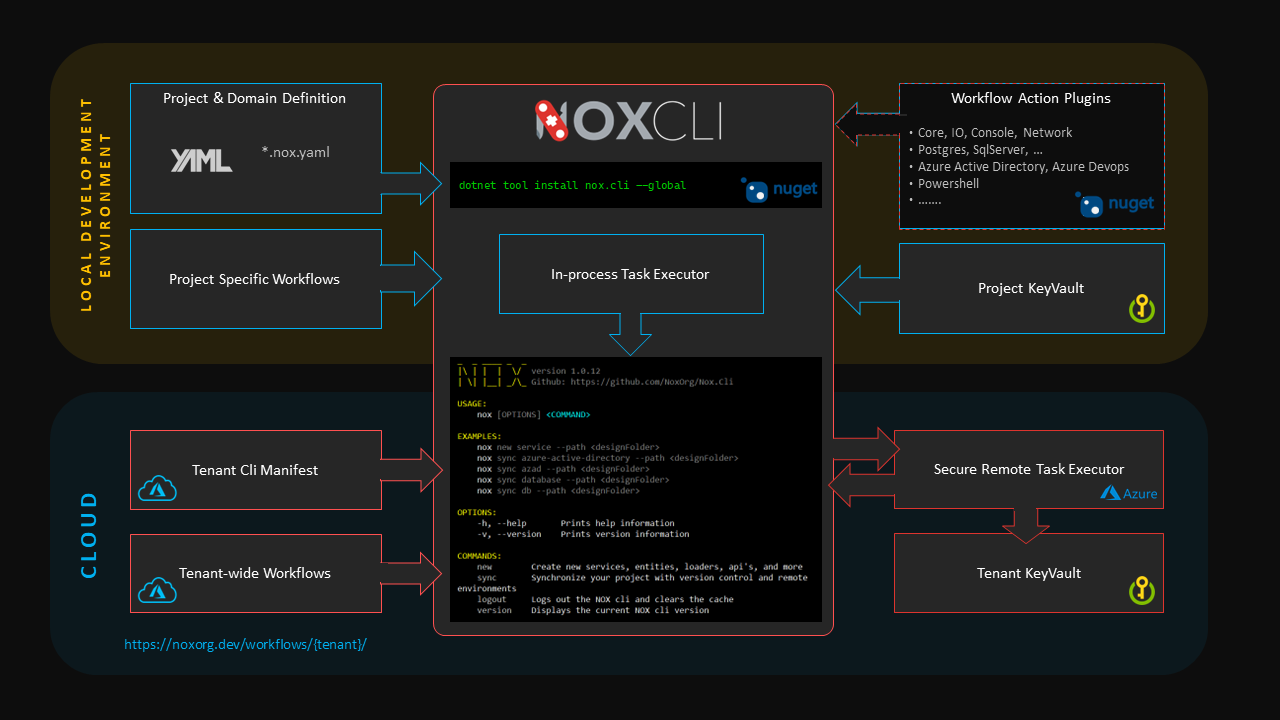 LOCAL DEVELOPMENT
ENVIRONMENT
Project & Domain Definition
YAML
*.nox.yaml
Project Specific Workflows
NOXCLI
dotnet tool install nox.cli --global
nuget
In-process Task Executor
Workflow Action Plugins
• Core, IO, Console, Network
• Postgres, SqlServer, ...
• Azure Active Directory, Azure Devops
• Powershell
• .......
nuget
Project KeyVault
CLOUD
Tenant Cli Manifest
Tenant-wide Workflows
https://noxorg.dev/workflows/{tenant}/
NOX
version 1.0.12
Github: https://github.com/NoxOrg/Nox.Cli
USAGE:
nox [OPTIONS] <COMMAND>
EXAMPLES:
nox new service --path <designFolder>
nox sync azure-active-directory --path <designFolder>
nox sync azad --path <designFolder>
nox sync database --path <designFolder>
nox sync db --path <designFolder>
OPTIONS:
-h, --help Prints help information
-v, --version Prints version information
COMMANDS:
new Create new services, entities, loaders, api's, and more
sync Synchronize your project with version control and remote
environments
logout Logs out the NOX cli and clears the cache
version Displays the current NOX cli version
Secure Remote Task Executor
Azure
Tenant KeyVault